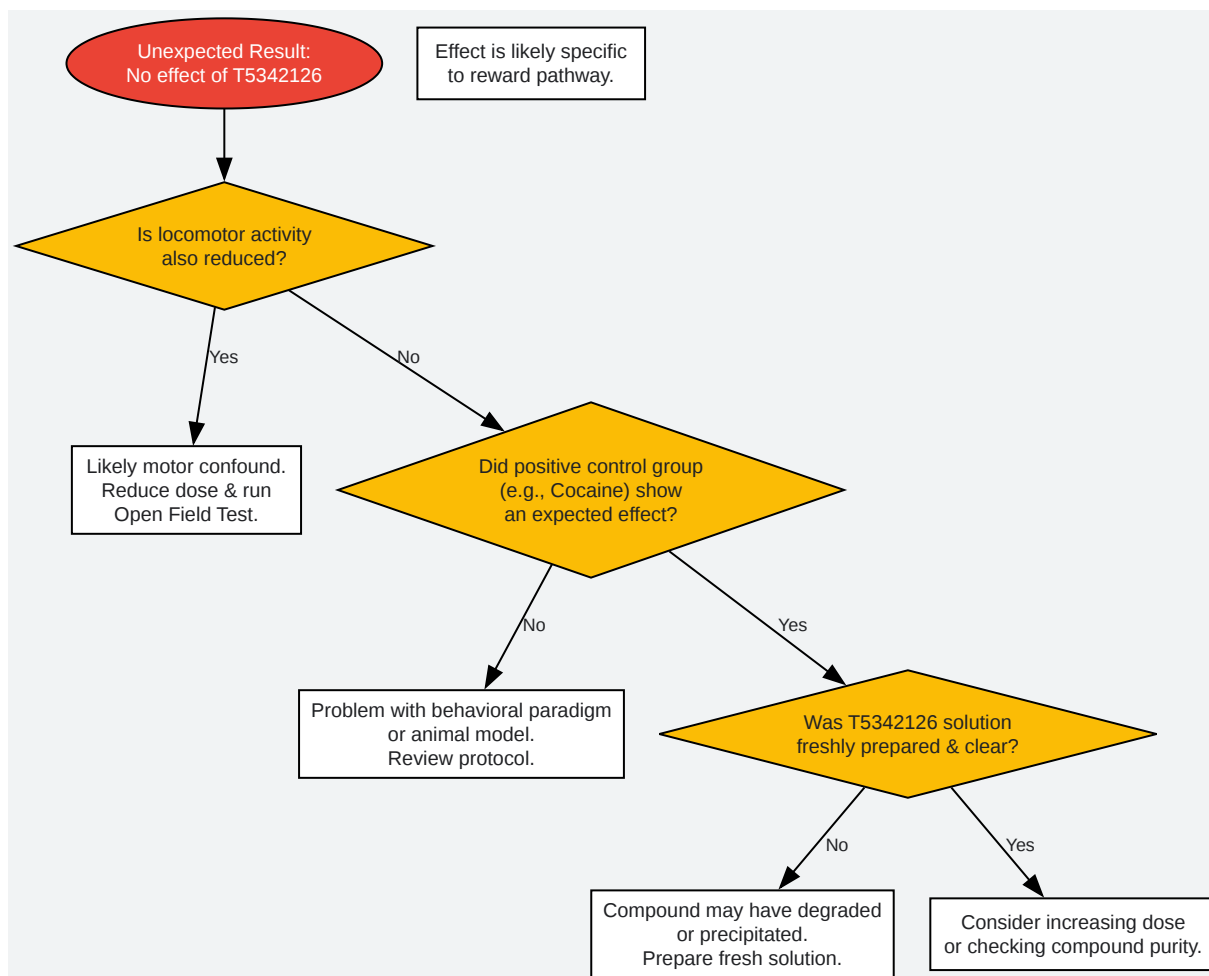 Unexpected Result:
No effect of T5342126
Effect is likely specific
to reward pathway.
Is locomotor activity
also reduced?
Yes
No
Likely motor confound.
Reduce dose & run
Open Field Test.
Did positive control group
(e.g., Cocaine) show
an expected effect?
No
Yes
Problem with behavioral paradigm
or animal model.
Review protocol.
Was T5342126 solution
freshly prepared & clear?
No
Yes
Compound may have degraded
or precipitated.
Prepare fresh solution.
Consider increasing dose
or checking compound purity.